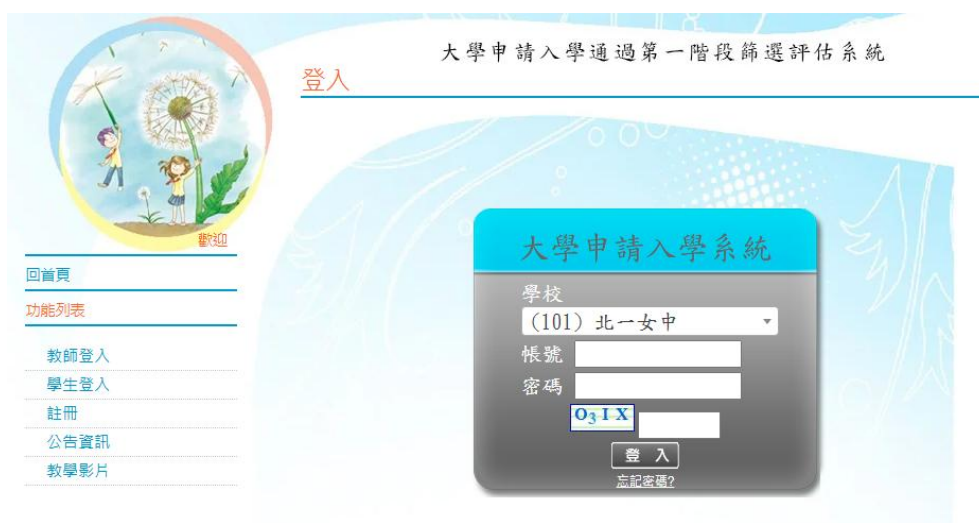 大學申請入學通過第一階段篩選評估系統
登入
歡迎
回首頁
功能列表
教師登入
學生登入
註冊
公告資訊
教學影片
大學申請入學系統
學校
(101) 北一女中
帳號
密碼
O3IX
登 入
忘記密碼?